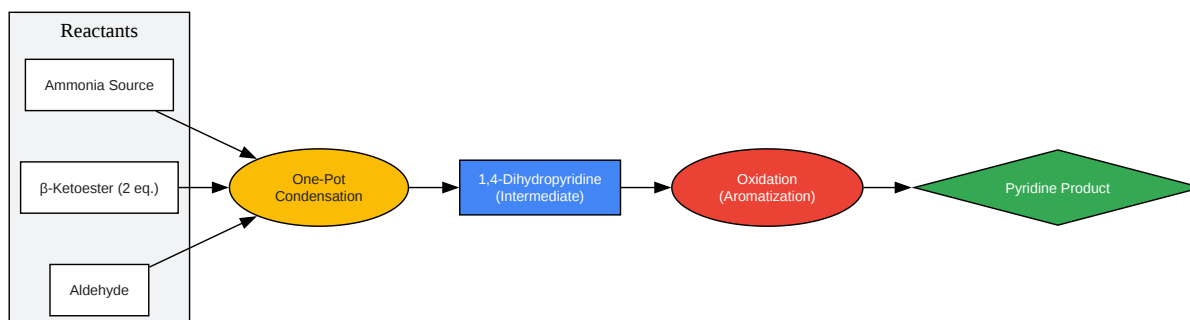 Reactants
Ammonia Source
β-Ketoester (2 eq.)
Aldehyde
One-Pot
Condensation
1,4-Dihydropyridine
(Intermediate)
Oxidation
(Aromatization)
Pyridine Product